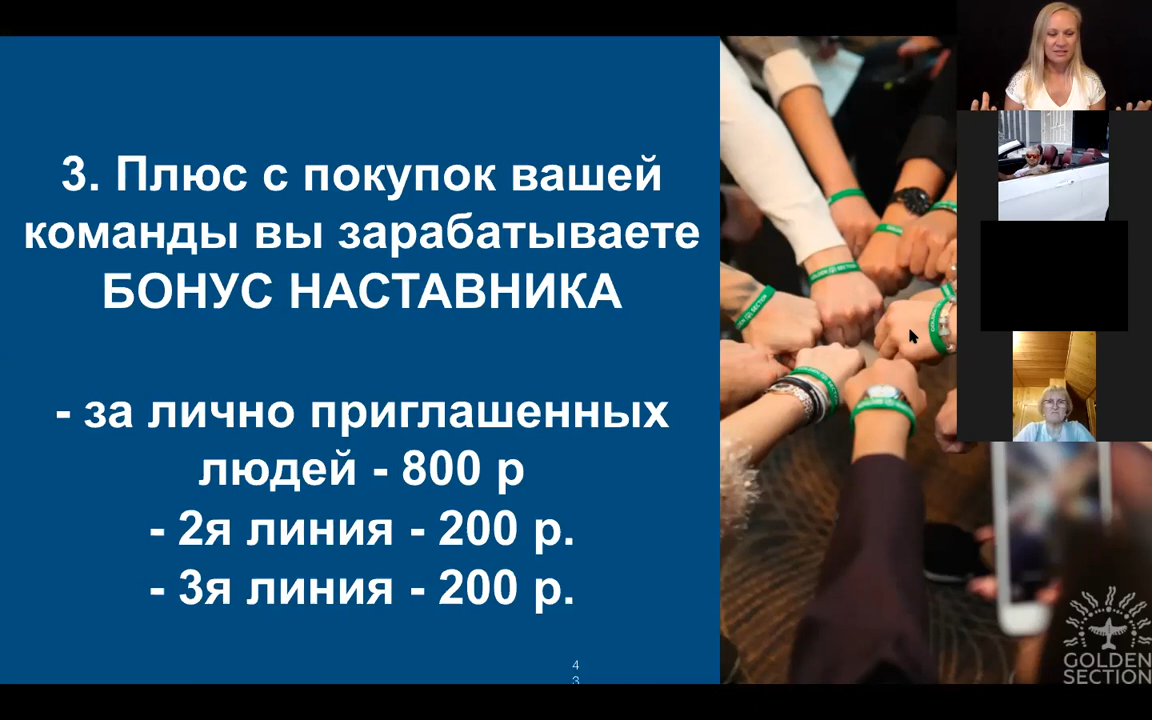 3. Плюс с покупок вашей
команды вы зарабатываете
БОНУС НАСТАВНИКА
- за лично приглашенных
людей - 800 р
- 2я линия - 200 р.
- 3я линия - 200 р.
4
3
GOLDEN
SECTION